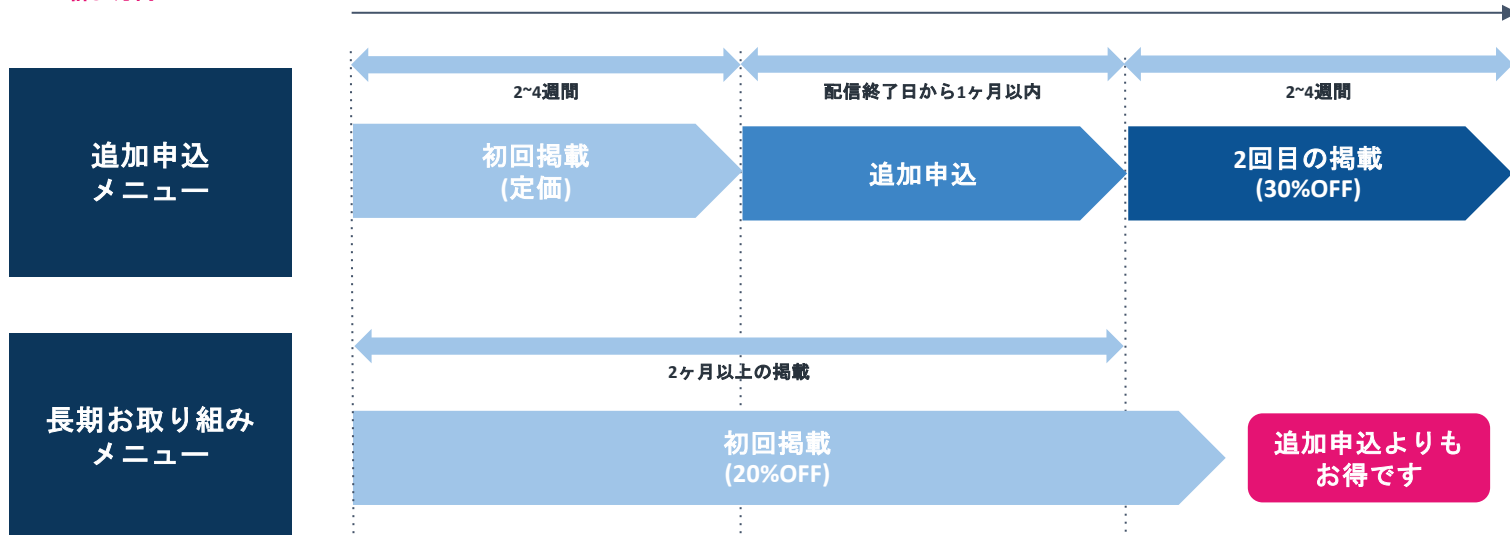 2~4週間
配信終了日から1ヶ月以内
2~4週間
追加申込
メニュー
初回掲載
(定価)
追加申込
2回目の掲載
(30%OFF)
2ヶ月以上の掲載
長期お取り組み
メニュー
初回掲載
(20%OFF)
追加申込よりも
お得です